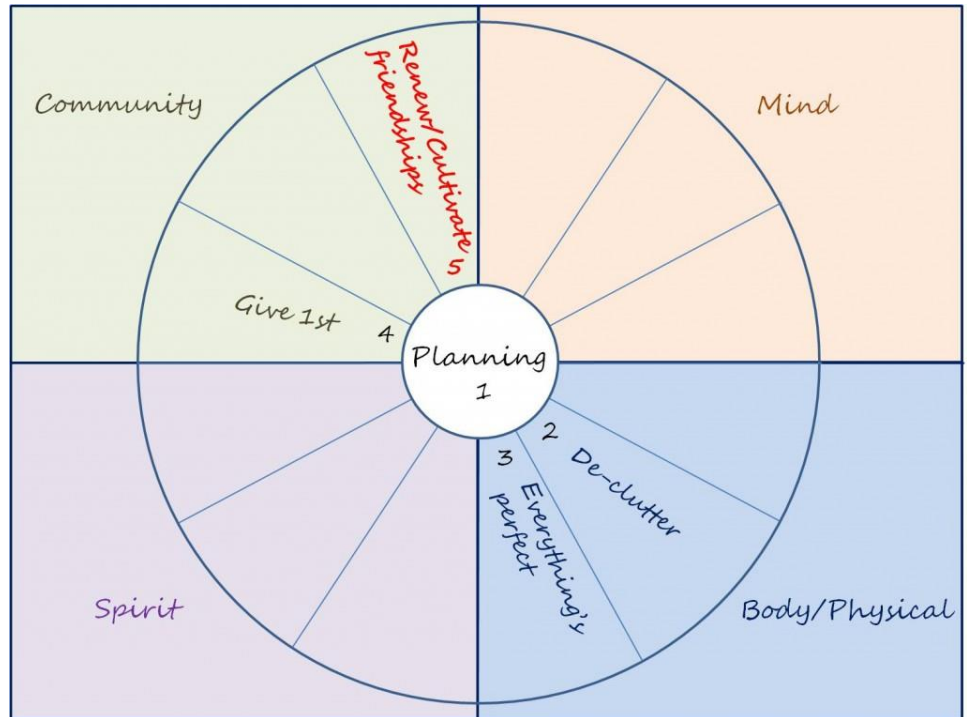 Community
Renew/Cultivate 5
friendships
Mind
Give 1st 4
Planning
1
2 De-clutter
3 Everything's
perfect
Spirit
Body/Physical